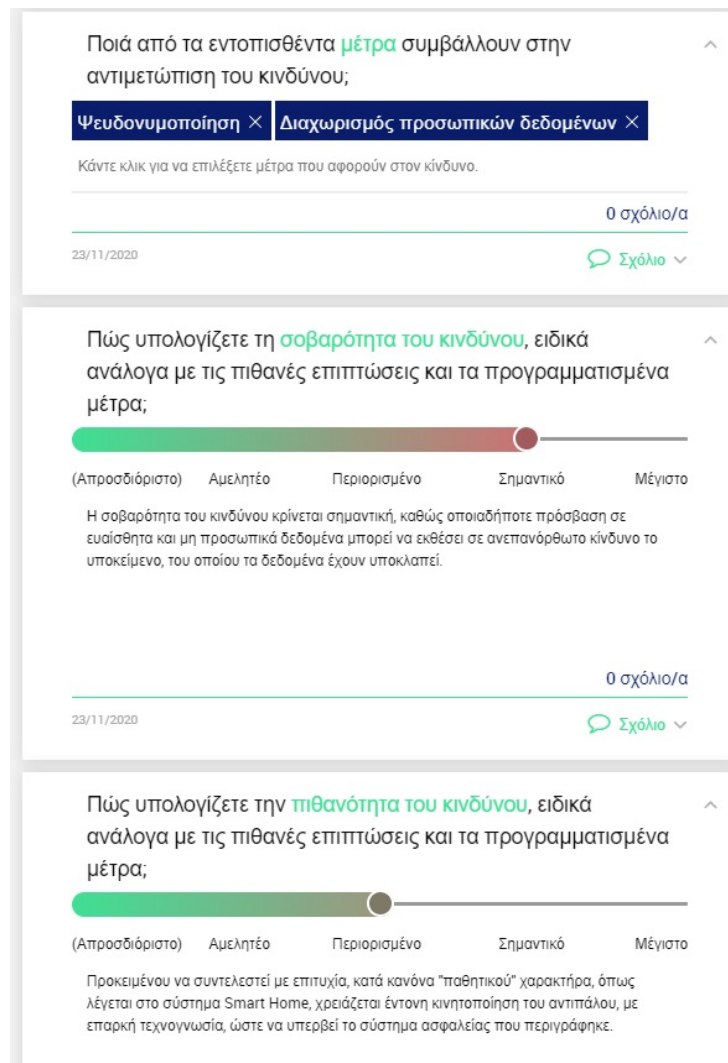 Ποιά από τα εντοπισθέντα μέτρα συμβάλλουν στην
αντιμετώπιση του κινδύνου;
Ψευδονυμοποίηση × Διαχωρισμός προσωπικών δεδομένων ×
Κάντε κλικ για να επιλέξετε μέτρα που αφορούν στον κίνδυνο.
0 σχόλιο/α
23/11/2020 Σχόλιο
Πώς υπολογίζετε τη σοβαρότητα του κινδύνου, ειδικά
ανάλογα με τις πιθανές επιπτώσεις και τα προγραμματισμένα
μέτρα;
(Απροσδιόριστο) Αμελητέο Περιορισμένο Σημαντικό Μέγιστο
Η σοβαρότητα του κινδύνου κρίνεται σημαντική, καθώς οποιαδήποτε πρόσβαση σε
ευαίσθητα και μη προσωπικά δεδομένα μπορεί να εκθέσει σε ανεπανόρθωτο κίνδυνο το
υποκείμενο, του οποίου τα δεδομένα έχουν υποκλαπεί.
0 σχόλιο/α
23/11/2020 Σχόλιο
Πώς υπολογίζετε την πιθανότητα του κινδύνου, ειδικά
ανάλογα με τις πιθανές επιπτώσεις και τα προγραμματισμένα
μέτρα;
(Απροσδιόριστο) Αμελητέο Περιορισμένο Σημαντικό Μέγιστο
Προκειμένου να συντελεστεί με επιτυχία, κατά κανόνα "παθητικού" χαρακτήρα, όπως
λέγεται στο σύστημα Smart Home, χρειάζεται έντονη κινητοποίηση του αντιπάλου, με
επαρκή τεχνογνωσία, ώστε να υπερβεί το σύστημα ασφαλείας που περιγράφηκε.